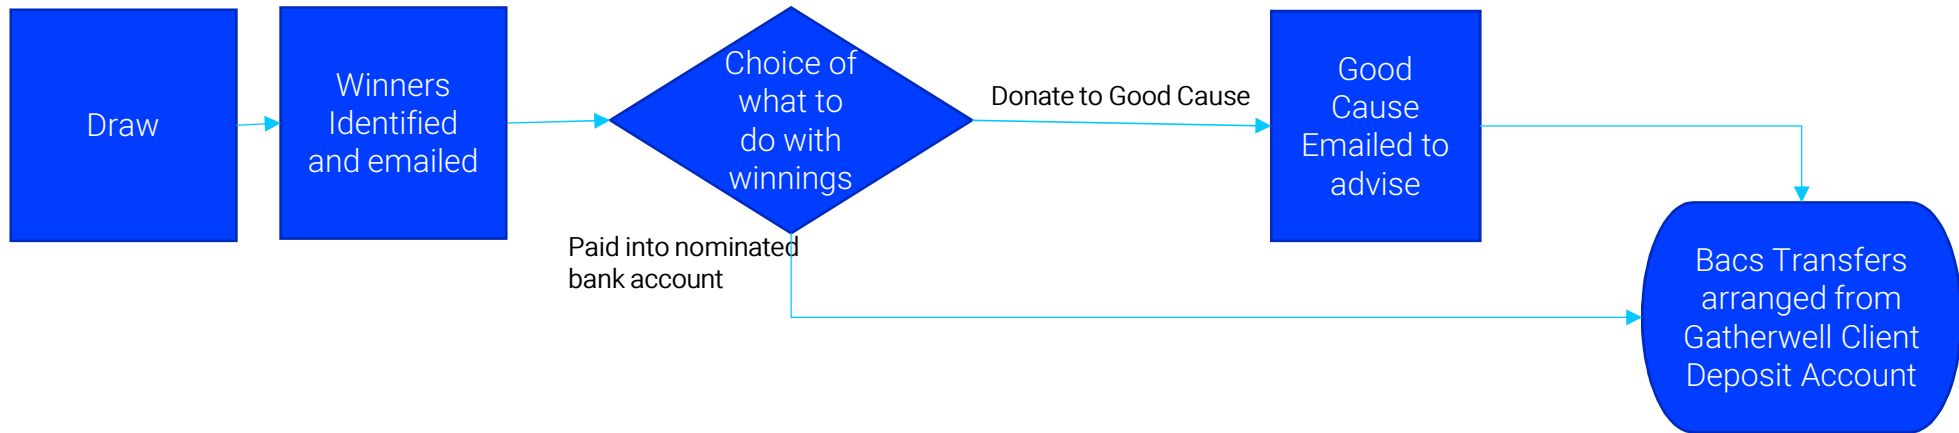 Draw
Winners
Identified
and emailed
Choice of
what to
do with
winnings
Donate to Good Cause
Paid into nominated
bank account
Good
Cause
Emailed to
advise
Bacs Transfers
arranged from
Gatherwell Client
Deposit Account